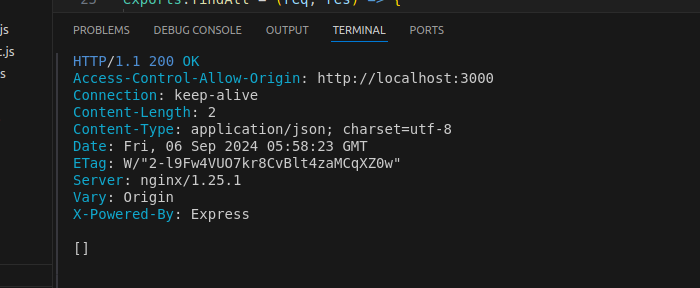 25 exports.findAll = (req, res) => {
js
PROBLEMS DEBUG CONSOLE OUTPUT TERMINAL PORTS
t.js
s
HTTP/1.1 200 OK
Access-Control-Allow-Origin: http://localhost:3000
Connection: keep-alive
Content-Length: 2
Content-Type: application/json; charset=utf-8
Date: Fri, 06 Sep 2024 05:58:23 GMT
ETag: W/"2-l9Fw4VUO7kr8CvBlt4zaMCqXZ0w"
Server: nginx/1.25.1
Vary: Origin
X-Powered-By: Express
[]